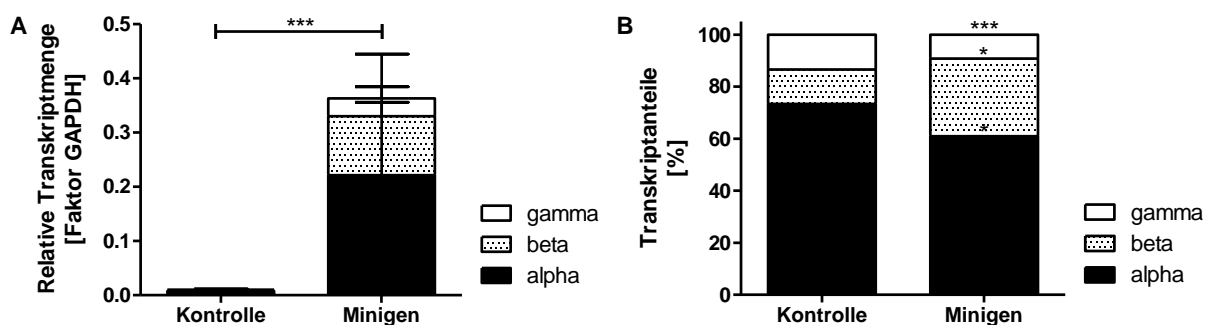 A
Relative Transkriptmenge
[Faktor GAPDH]
0.5
0.4
0.3
0.2
0.1
0.0
***
Kontrolle
Minigen
gamma
beta
alpha
B
Transkriptanteile
[%]
100
80
60
40
20
0
***
*
*
Kontrolle
Minigen
gamma
beta
alpha